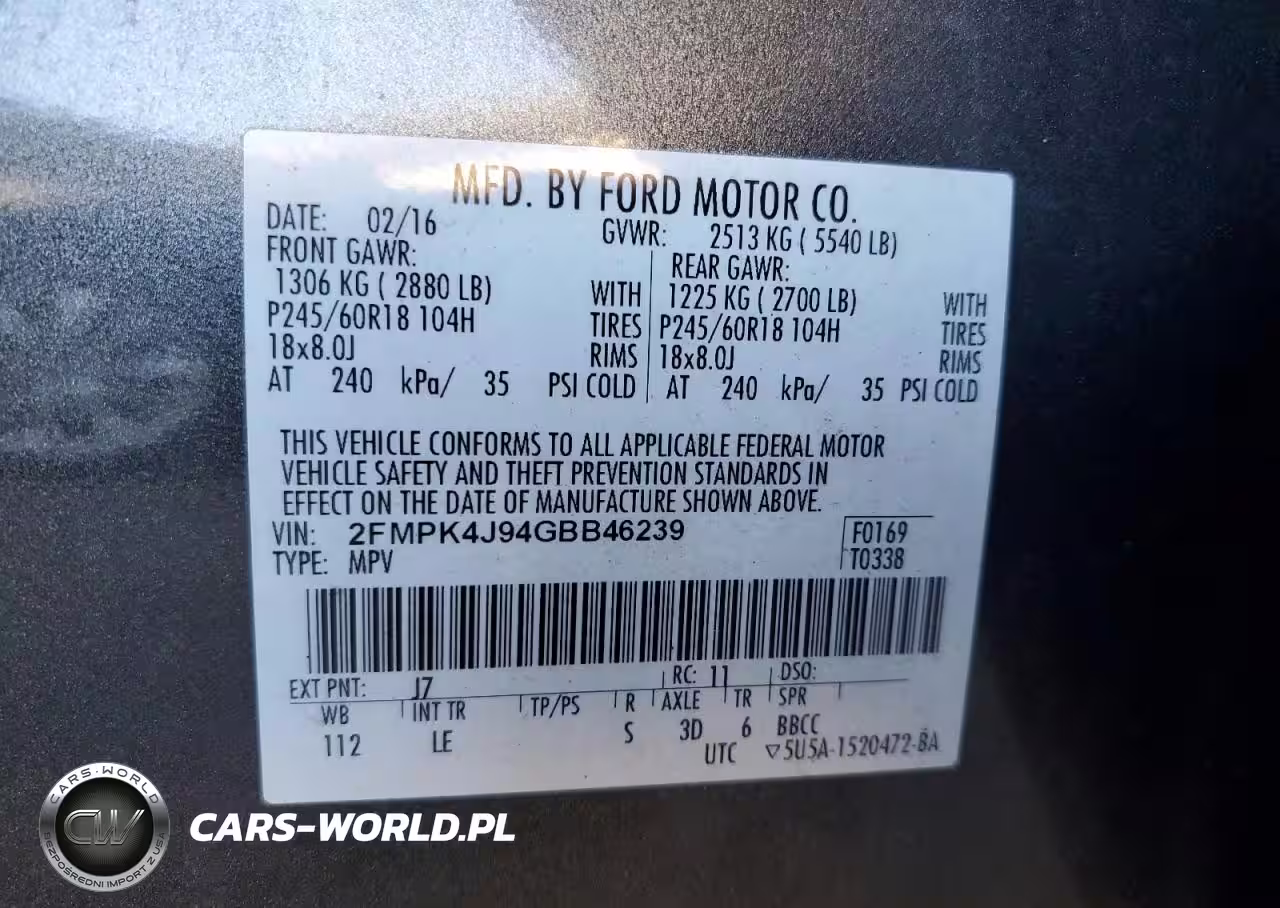 MFD. BY FORD MOTOR CO.
DATE: 02/16 GVWR: 2513 KG ( 5540 LB)
FRONT GAWR: REAR GAWR:
1306 KG ( 2880 LB) WITH 1225 KG ( 2700 LB) WITH
P245/60R18 104H TIRES P245/60R18 104H TIRES
18x8.0J RIMS 18x8.0J RIMS
AT 240 kPa/ 35 PSI COLD AT 240 kPa/ 35 PSI COLD
THIS VEHICLE CONFORMS TO ALL APPLICABLE FEDERAL MOTOR
VEHICLE SAFETY AND THEFT PREVENTION STANDARDS IN
EFFECT ON THE DATE OF MANUFACTURE SHOWN ABOVE.
VIN: 2FMPK4J94GBB46239 F0169
TYPE: MPV T0338
EXT PNT: J7 RC: 11 DSO:
WB INT TR TP/PS R AXLE TR SPR
112 LE S 3D 6 BBCC
UTC ▽5U5A-1520472-BA
CARS-WORLD
CW
BEZPOŚREDNI IMPORT Z USA
CARS-WORLD.PL